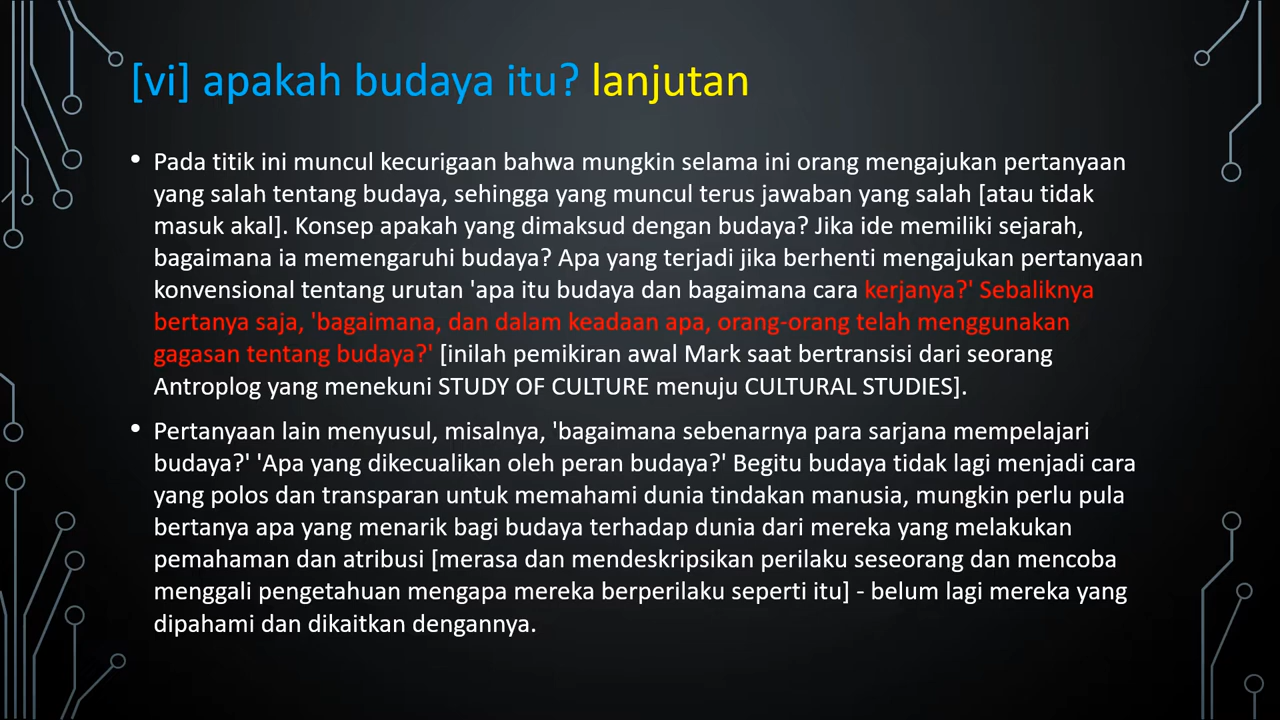 [vi] apakah budaya itu? lanjutan
• Pada titik ini muncul kecurigaan bahwa mungkin selama ini orang mengajukan pertanyaan
yang salah tentang budaya, sehingga yang muncul terus jawaban yang salah [atau tidak
masuk akal]. Konsep apakah yang dimaksud dengan budaya? Jika ide memiliki sejarah,
bagaimana ia memengaruhi budaya? Apa yang terjadi jika berhenti mengajukan pertanyaan
konvensional tentang urutan 'apa itu budaya dan bagaimana cara kerjanya?' Sebaliknya
bertanya saja, 'bagaimana, dan dalam keadaan apa, orang-orang telah menggunakan
gagasan tentang budaya?' [inilah pemikiran awal Mark saat bertransisi dari seorang
Antroplog yang menekuni STUDY OF CULTURE menuju CULTURAL STUDIES].
• Pertanyaan lain menyusul, misalnya, 'bagaimana sebenarnya para sarjana mempelajari
budaya?' 'Apa yang dikecualikan oleh peran budaya?' Begitu budaya tidak lagi menjadi cara
yang polos dan transparan untuk memahami dunia tindakan manusia, mungkin perlu pula
bertanya apa yang menarik bagi budaya terhadap dunia dari mereka yang melakukan
pemahaman dan atribusi [merasa dan mendeskripsikan perilaku seseorang dan mencoba
menggali pengetahuan mengapa mereka berperilaku seperti itu] - belum lagi mereka yang
dipahami dan dikaitkan dengannya.